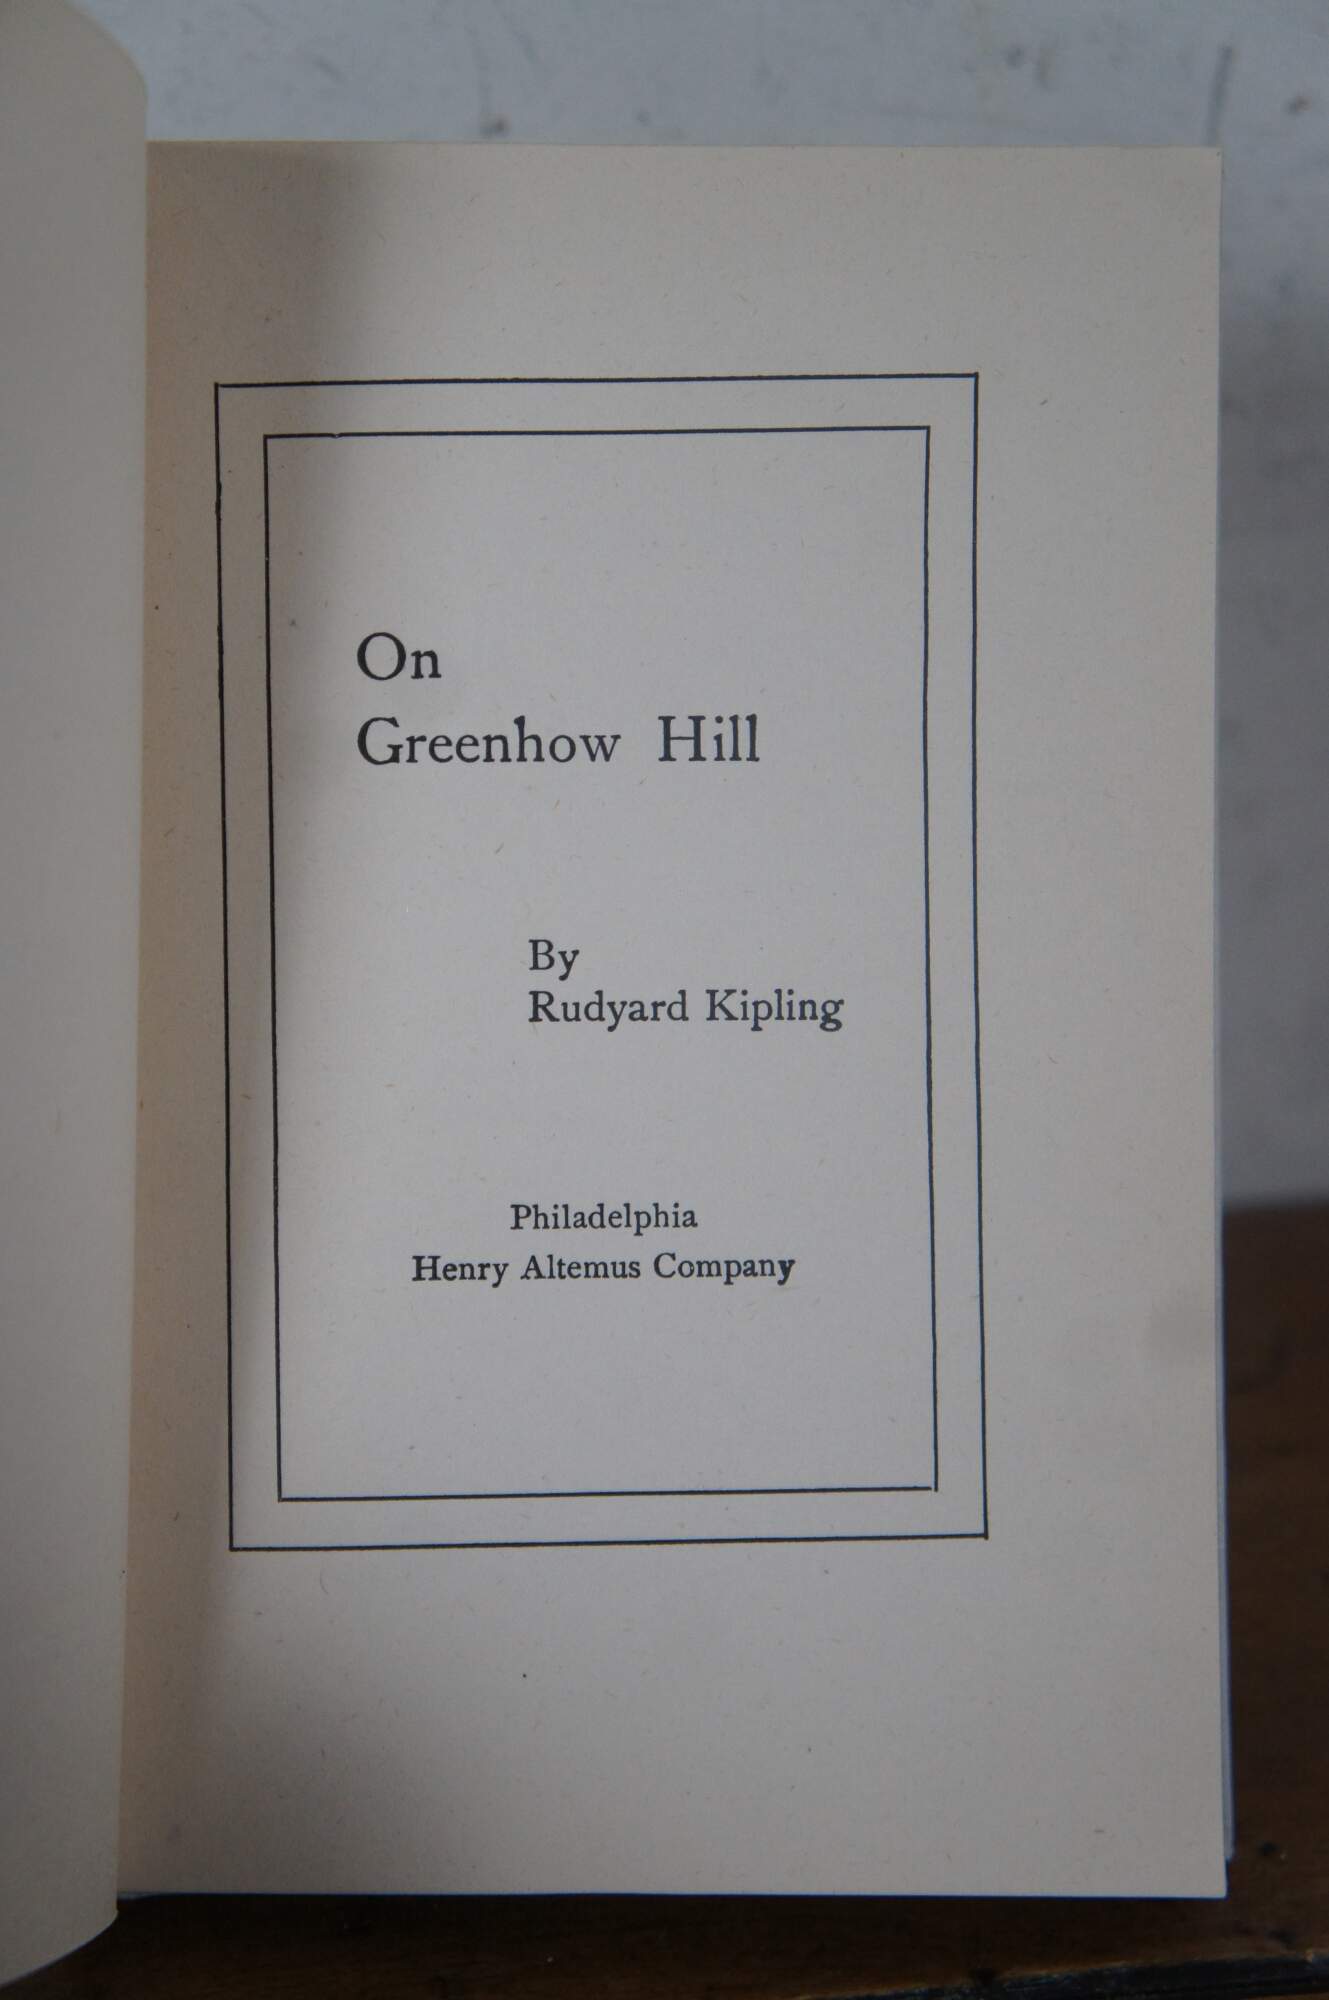 On
Greenhow Hill
By
Rudyard Kipling
Philadelphia
Henry Altemus Company